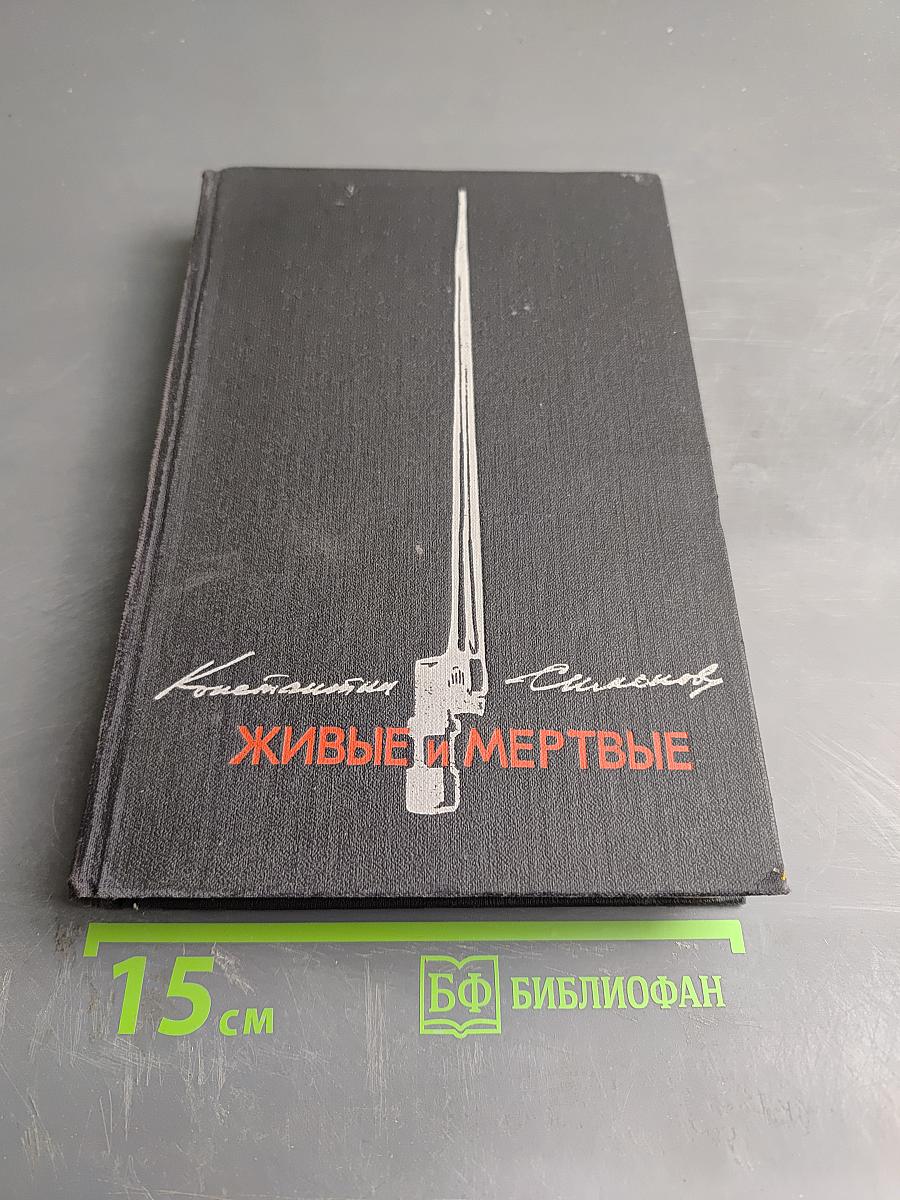 Константин Симонов
ЖИВЫЕ и МЕРТВЫЕ
15 см
БФ БИБЛИОФАН